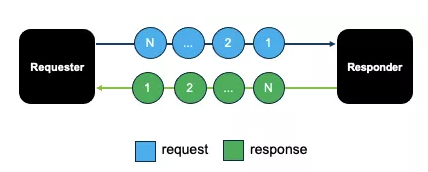 N ... 2 1
Requester
Responder
1 2 ... N
request response